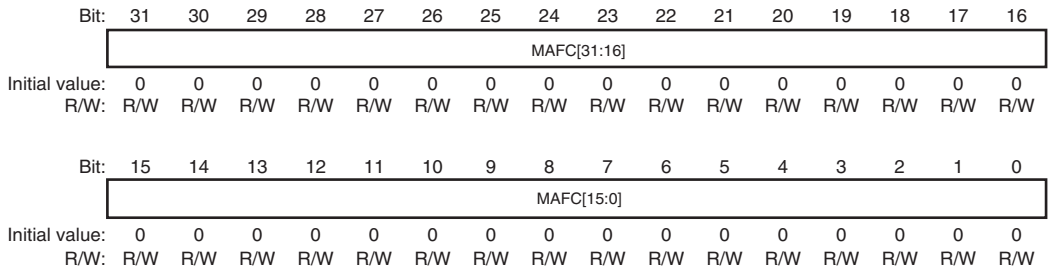 Bit: 31 30 29 28 27 26 25 24 23 22 21 20 19 18 17 16
MAFC[31:16]
Initial value: 0 0 0 0 0 0 0 0 0 0 0 0 0 0 0 0
R/W: R/W R/W R/W R/W R/W R/W R/W R/W R/W R/W R/W R/W R/W R/W R/W R/W
Bit: 15 14 13 12 11 10 9 8 7 6 5 4 3 2 1 0
MAFC[15:0]
Initial value: 0 0 0 0 0 0 0 0 0 0 0 0 0 0 0 0
R/W: R/W R/W R/W R/W R/W R/W R/W R/W R/W R/W R/W R/W R/W R/W R/W R/W